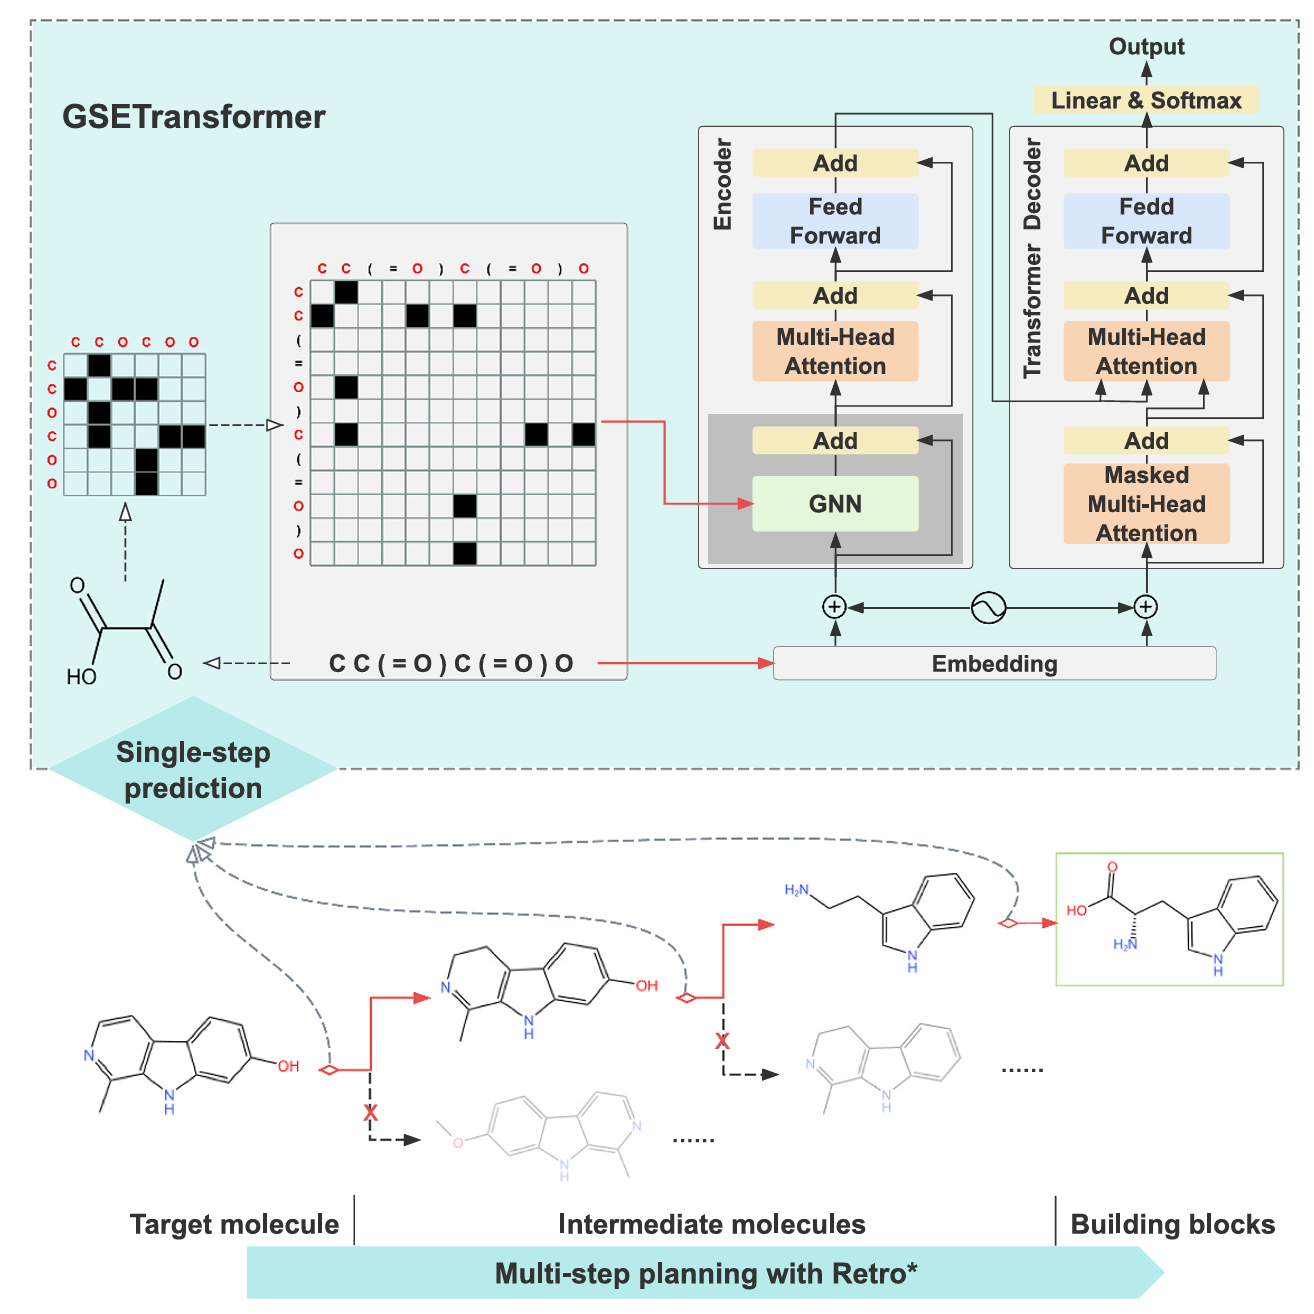 Output
Linear & Softmax
GSETransformer
Encoder
Add
Feed
Forward
Add
Multi-Head
Attention
Add
GNN
Transformer Decoder
Add
Fedd
Forward
Add
Multi-Head
Attention
Add
Masked
Multi-Head
Attention
C C ( = O ) C ( = O ) O
C
C
(
=
O
)
C
(
=
O
)
O
C C O C O O
C
C
O
C
O
O
O
HO
O
C C ( = O ) C ( = O ) O
Embedding
Single-step
prediction
H2N
N
H
O
HO
H2N
N
H
N
OH
N
H
N
OH
N
H
N
N
H
......
X
X
O
N
N
H
......
Target molecule
Intermediate molecules
Building blocks
Multi-step planning with Retro*